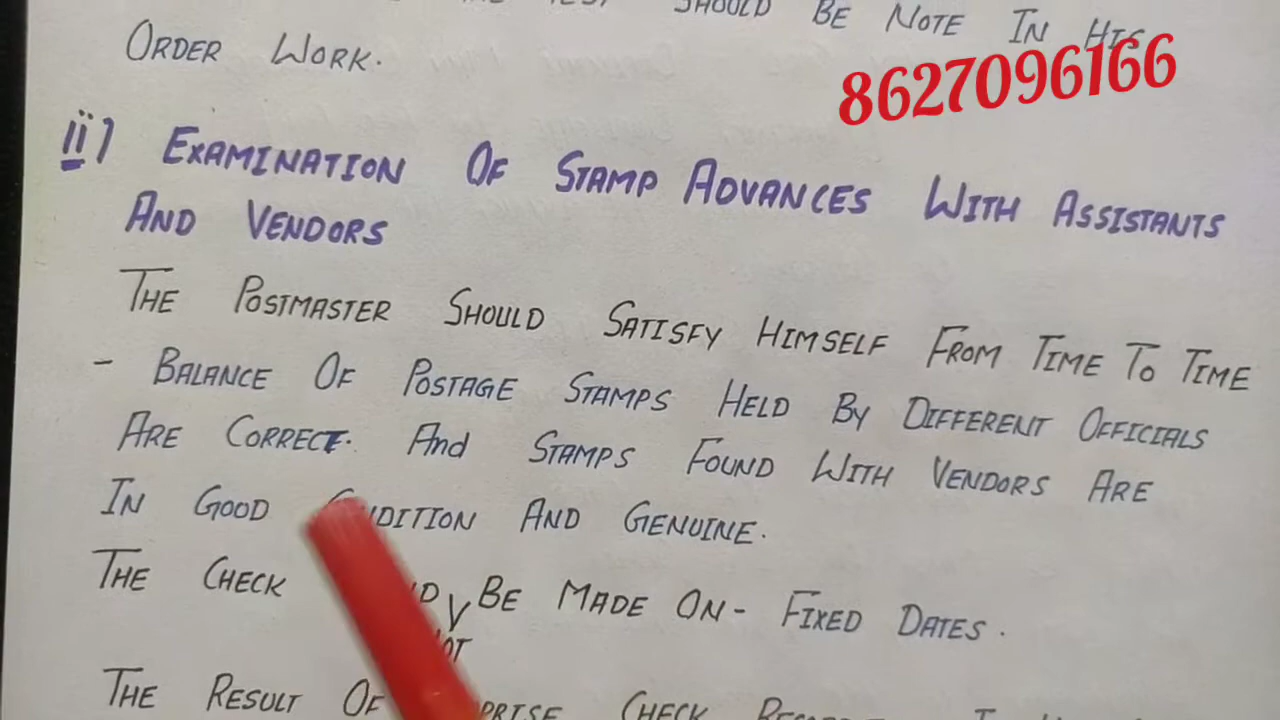 SHOULD BE NOTE IN HIS
ORDER WORK.
8627096166
ii) EXAMINATION OF STAMP ADVANCES WITH ASSISTANTS
AND VENDORS
THE POSTMASTER SHOULD SATISFY HIMSELF FROM TIME TO TIME
- BALANCE OF POSTAGE STAMPS HELD BY DIFFERENT OFFICIALS
ARE CORRECT. And STAMPS FOUND WITH VENDORS ARE
IN GOOD CONDITION AND GENUINE.
THE CHECK BE MADE ON- FIXED DATES.
THE RESULT OF CHECK